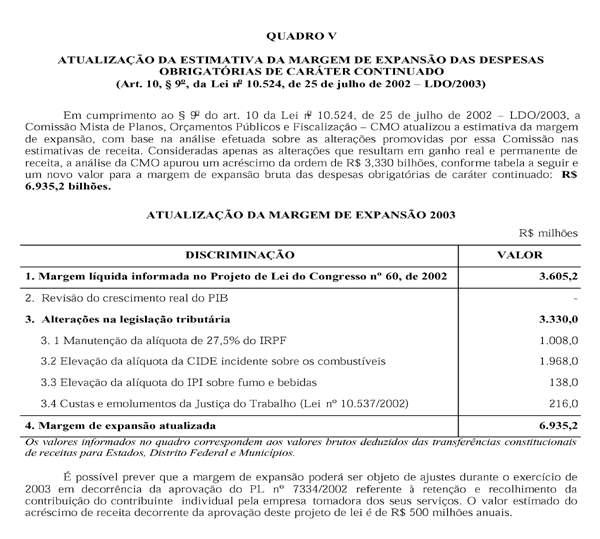 QUADRO V
ATUALIZAÇÃO DA ESTIMATIVA DA MARGEM DE EXPANSÃO DAS DESPESAS
OBRIGATÓRIAS DE CARÁTER CONTINUADO
(Art. 10, § 9º, da Lei nº 10.524, de 25 de julho de 2002 – LDO/2003)
Em cumprimento ao § 9º do art. 10 da Lei nº 10.524, de 25 de julho de 2002 – LDO/2003, a
Comissão Mista de Planos, Orçamentos Públicos e Fiscalização – CMO atualizou a estimativa da margem
de expansão, com base na análise efetuada sobre as alterações promovidas por essa Comissão nas
estimativas de receita. Consideradas apenas as alterações que resultam em ganho real e permanente de
receita, a análise da CMO apurou um acréscimo da ordem de R$ 3,330 bilhões, conforme tabela a seguir e
um novo valor para a margem de expansão bruta das despesas obrigatórias de caráter continuado: R$
6.935,2 bilhões.
ATUALIZAÇÃO DA MARGEM DE EXPANSÃO 2003
R$ milhões
DISCRIMINAÇÃO VALOR
1. Margem líquida informada no Projeto de Lei do Congresso nº 60, de 2002 3.605,2
2. Revisão do crescimento real do PIB -
3. Alterações na legislação tributária 3.330,0
3. 1 Manutenção da alíquota de 27,5% do IRPF 1.008,0
3.2 Elevação da alíquota da CIDE incidente sobre os combustíveis 1.968,0
3.3 Elevação da alíquota do IPI sobre fumo e bebidas 138,0
3.4 Custas e emolumentos da Justiça do Trabalho (Lei nº 10.537/2002) 216,0
4. Margem de expansão atualizada 6.935,2
Os valores informados no quadro correspondem aos valores brutos deduzidos das transferências constitucionais
de receitas para Estados, Distrito Federal e Municípios.
É possível prever que a margem de expansão poderá ser objeto de ajustes durante o exercício de
2003 em decorrência da aprovação do PL nº 7334/2002 referente à retenção e recolhimento da
contribuição do contribuinte individual pela empresa tomadora dos seus serviços. O valor estimado do
acréscimo de receita decorrente da aprovação deste projeto de lei é de R$ 500 milhões anuais.